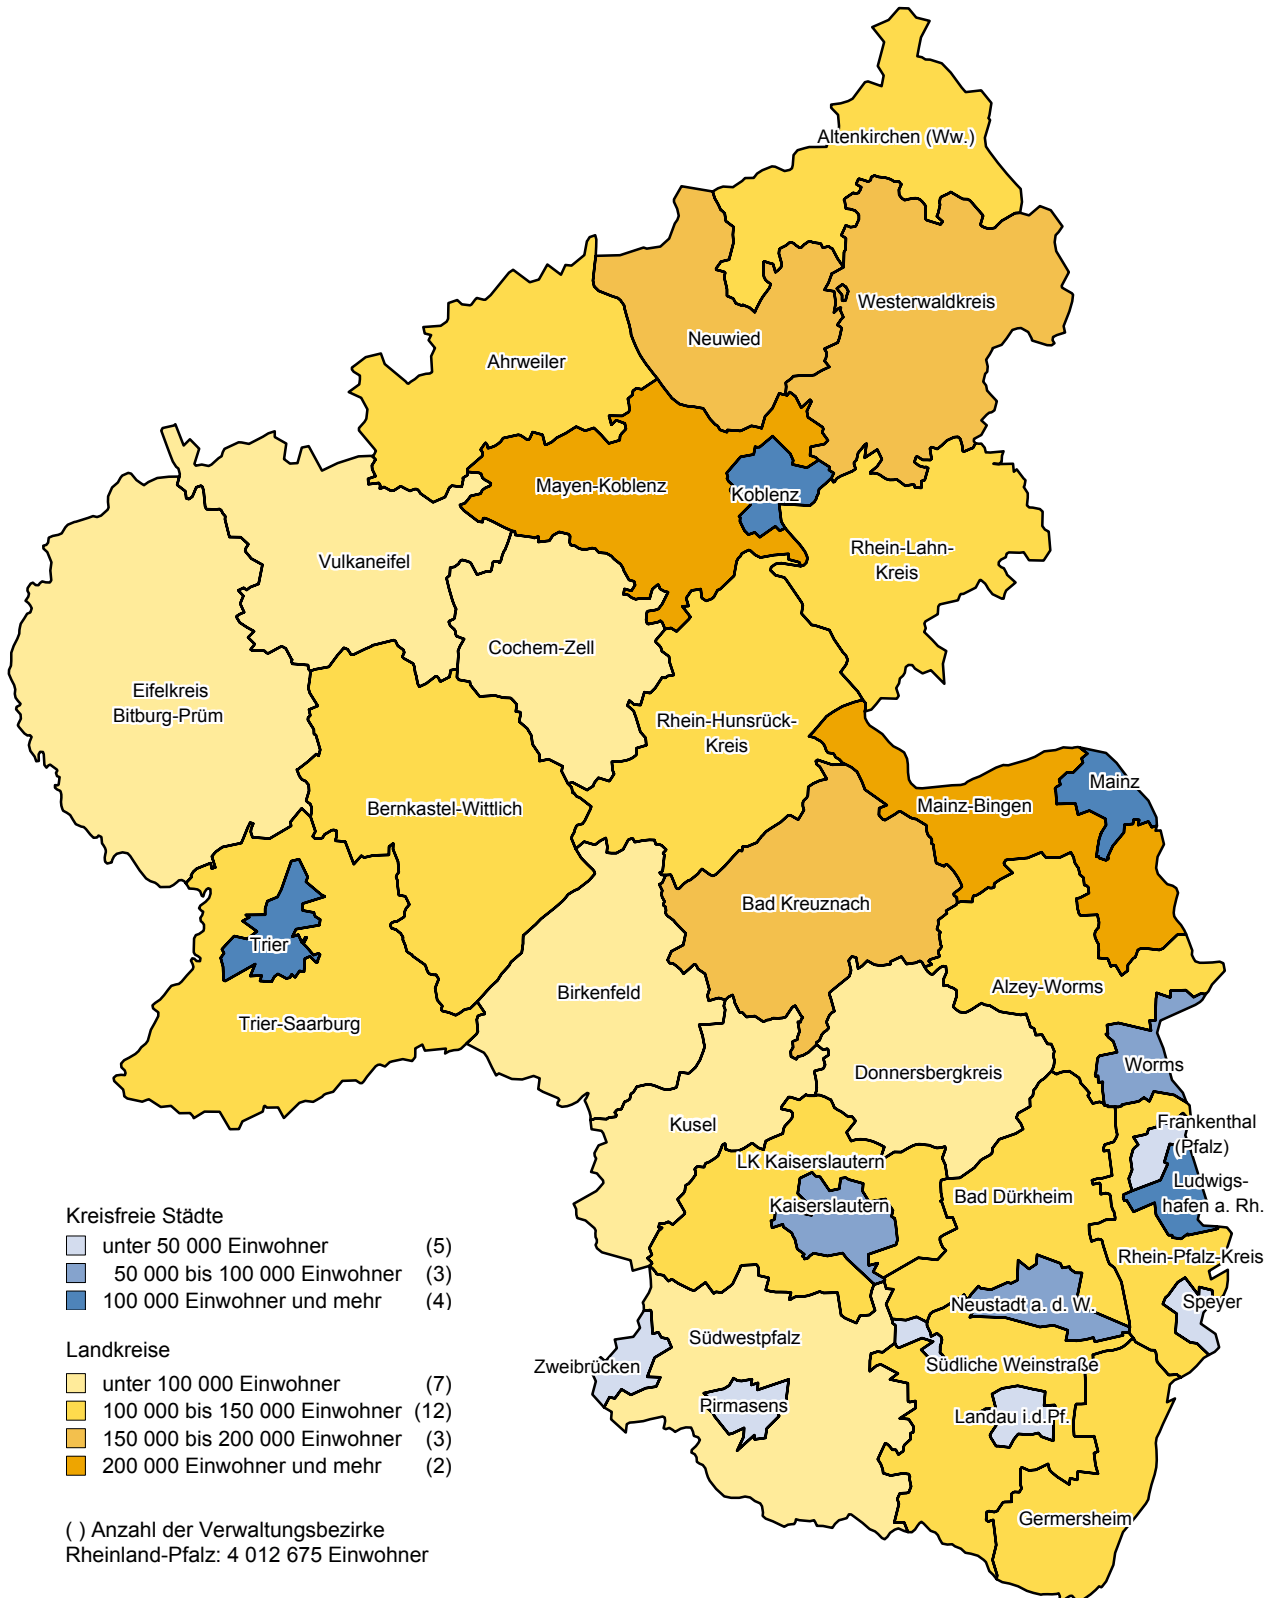 Altenkirchen (Ww.)
Westerwaldkreis
Neuwied
Ahrweiler
Mayen-Koblenz
Koblenz
Rhein-Lahn-
Kreis
Vulkaneifel
Cochem-Zell
Eifelkreis
Bitburg-Prüm
Rhein-Hunsrück-
Kreis
Mainz
Mainz-Bingen
Bernkastel-Wittlich
Bad Kreuznach
Trier
Alzey-Worms
Birkenfeld
Trier-Saarburg
Worms
Donnersbergkreis
Kusel
Frankenthal
(Pfalz)
LK Kaiserslautern
Ludwigs-
hafen a. Rh.
Bad Dürkheim
Kaiserslautern
Rhein-Pfalz-Kreis
Speyer
Neustadt a. d. W.
Südwestpfalz
Zweibrücken
Südliche Weinstraße
Pirmasens
Landau i.d.Pf.
Germersheim
Kreisfreie Städte
unter 50 000 Einwohner (5)
50 000 bis 100 000 Einwohner (3)
100 000 Einwohner und mehr (4)
Landkreise
unter 100 000 Einwohner (7)
100 000 bis 150 000 Einwohner (12)
150 000 bis 200 000 Einwohner (3)
200 000 Einwohner und mehr (2)
( ) Anzahl der Verwaltungsbezirke
Rheinland-Pfalz: 4 012 675 Einwohner